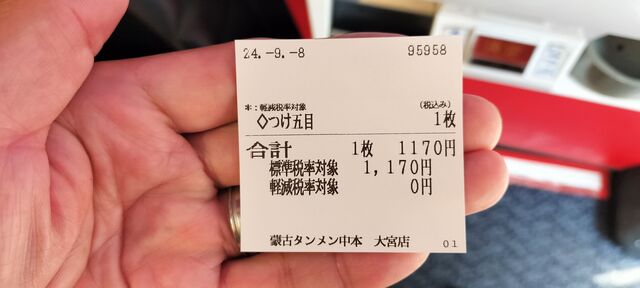 24.-9.-8 95958
*:軽減税率対象 (税込み)
◇つけ五目 1枚
合計 1枚 1170円
標準税率対象 1,170円
軽減税率対象 0円
蒙古タンメン中本 大宮店 01